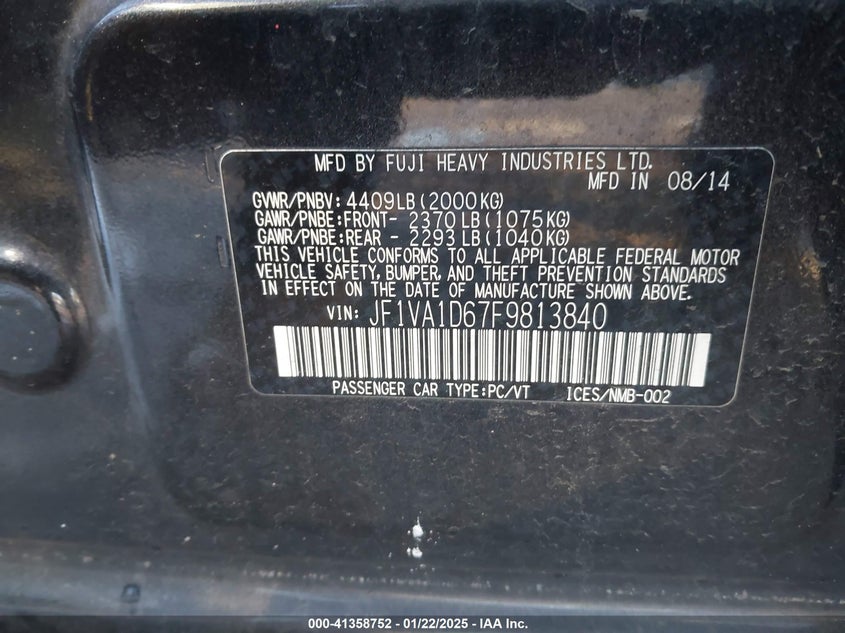 MFD BY FUJI HEAVY INDUSTRIES LTD.
MFD IN 08/14
GVWR/PNBV: 4409LB(2000KG)
GAWR/PNBE:FRONT- 2370LB(1075KG)
GAWR/PNBE:REAR - 2293LB(1040KG)
THIS VEHICLE CONFORMS TO ALL APPLICABLE FEDERAL MOTOR
VEHICLE SAFETY, BUMPER, AND THEFT PREVENTION STANDARDS
IN EFFECT ON THE DATE OF MANUFACTURE SHOWN ABOVE.
VIN: JF1VA1D67F9813840
PASSENGER CAR TYPE:PC/VT ICES/NMB-002
000-41358752 - 01/22/2025 - IAA Inc.